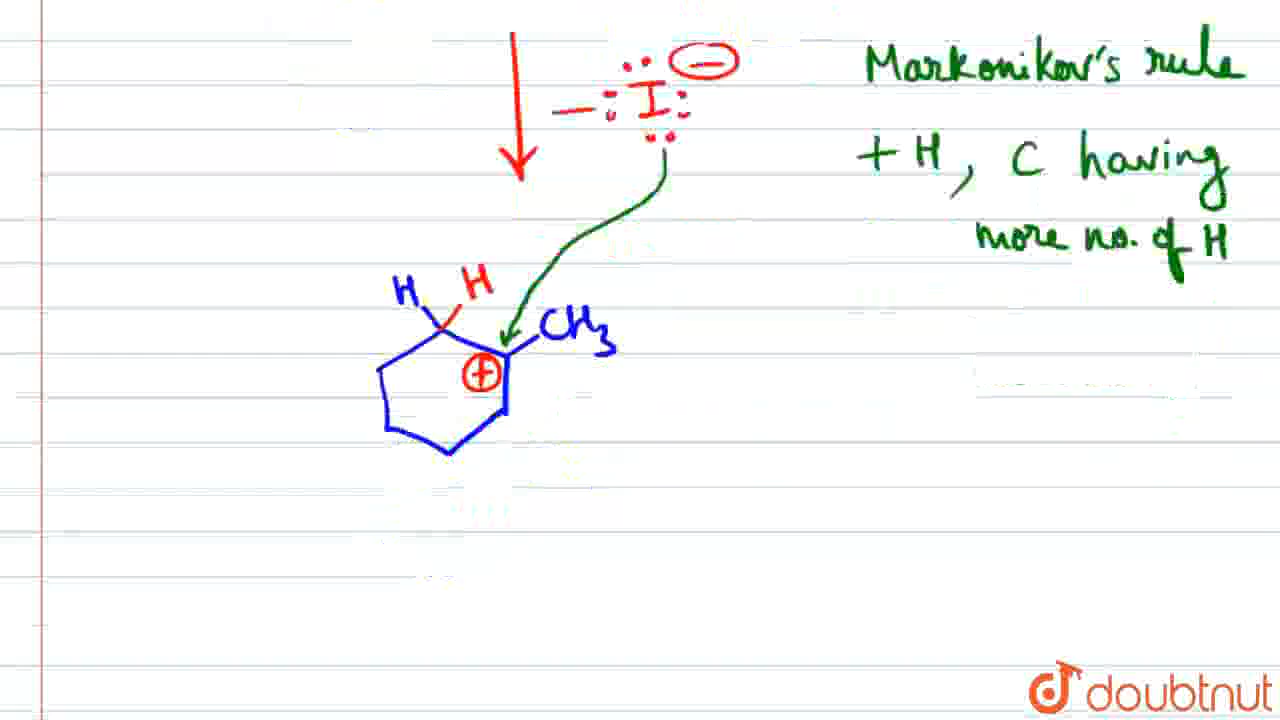 Markonikov's rule
I
−
+ H, C having
more no. of H
H H
CH3
+
doubtnut